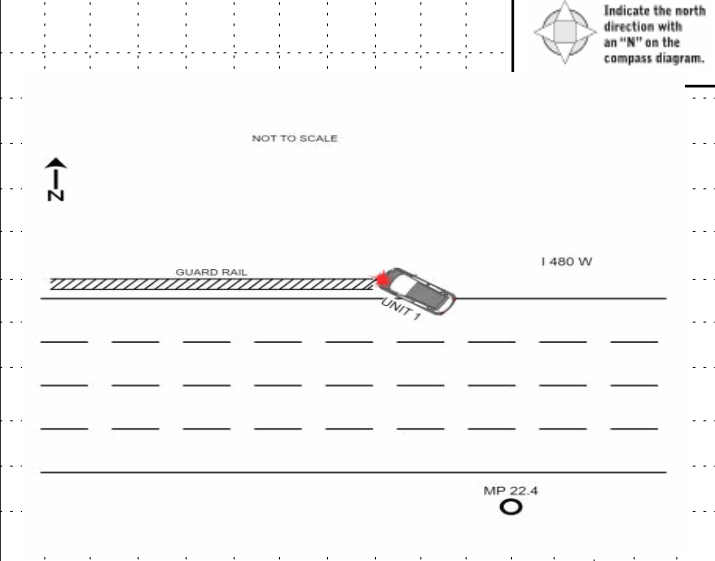 Indicate the north
direction with
an “N” on the
compass diagram.
NOT TO SCALE
N
I 480 W
GUARD RAIL
UNIT 1
MP 22.4